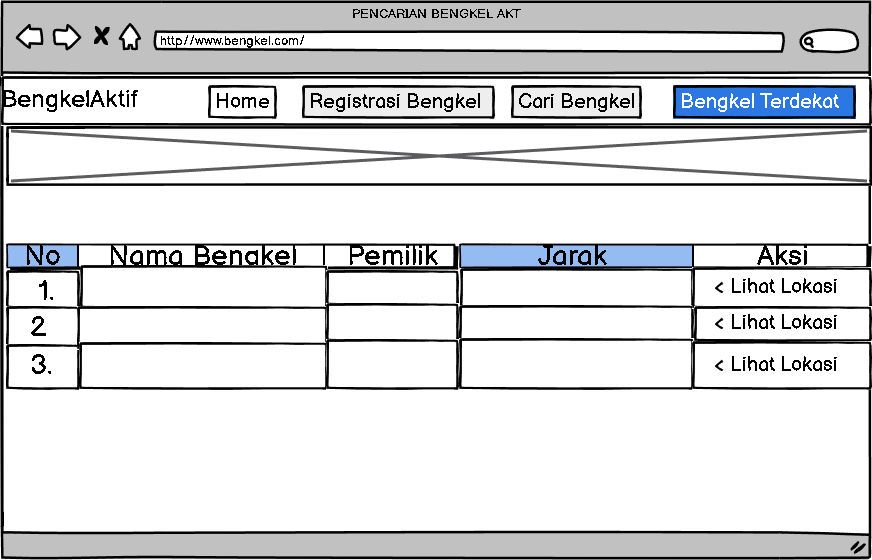 PENCARIAN BENGKEL AKT
http://www.bengkel.com/
BengkelAktif Home Registrasi Bengkel Cari Bengkel Bengkel Terdekat
No Nama Bengkel Pemilik Jarak Aksi
1. < Lihat Lokasi
2 < Lihat Lokasi
3. < Lihat Lokasi